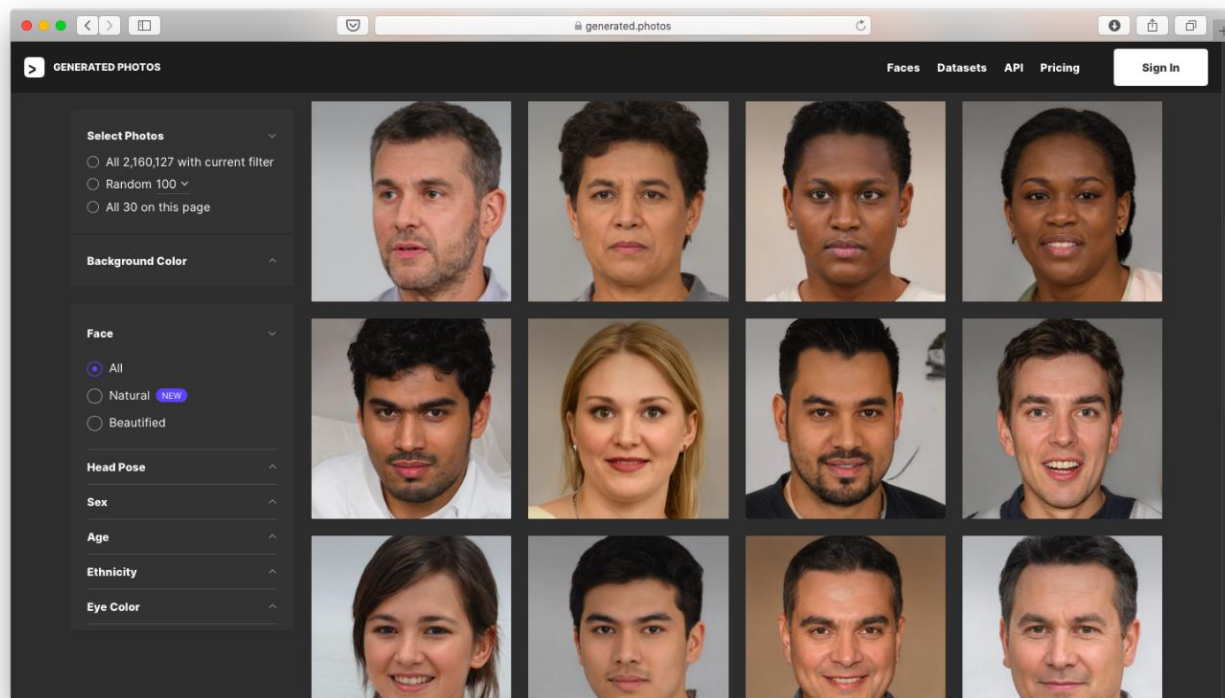 generated.photos
GENERATED PHOTOS
Faces Datasets API Pricing Sign In
Select Photos
All 2,160,127 with current filter
Random 100
All 30 on this page
Background Color
Face
All
Natural NEW
Beautified
Head Pose
Sex
Age
Ethnicity
Eye Color